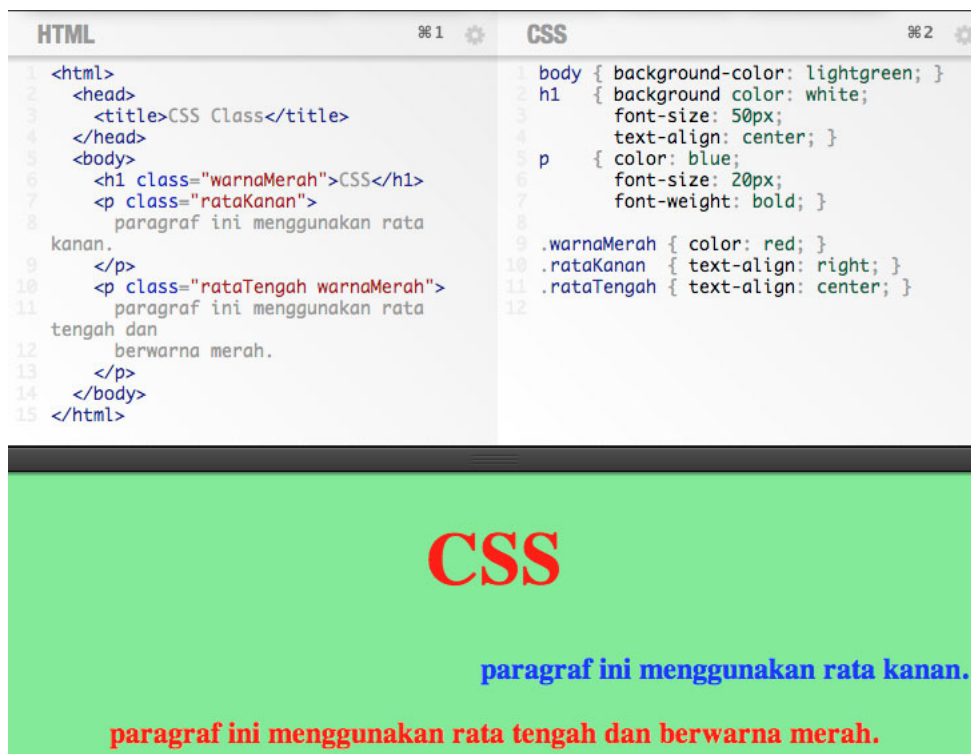 HTML ⌘1
1 <html>
2 <head>
3 <title>CSS Class</title>
4 </head>
5 <body>
6 <h1 class="warnaMerah">CSS</h1>
7 <p class="rataKanan">
8 paragraf ini menggunakan rata
kanan.
9 </p>
10 <p class="rataTengah warnaMerah">
11 paragraf ini menggunakan rata
tengah dan
12 berwarna merah.
13 </p>
14 </body>
15 </html>
CSS ⌘2
1 body { background-color: lightgreen; }
2 h1 { background color: white;
3 font-size: 50px;
4 text-align: center; }
5 p { color: blue;
6 font-size: 20px;
7 font-weight: bold; }
8
9 .warnaMerah { color: red; }
10 .rataKanan { text-align: right; }
11 .rataTengah { text-align: center; }
12
CSS
paragraf ini menggunakan rata kanan.
paragraf ini menggunakan rata tengah dan berwarna merah.